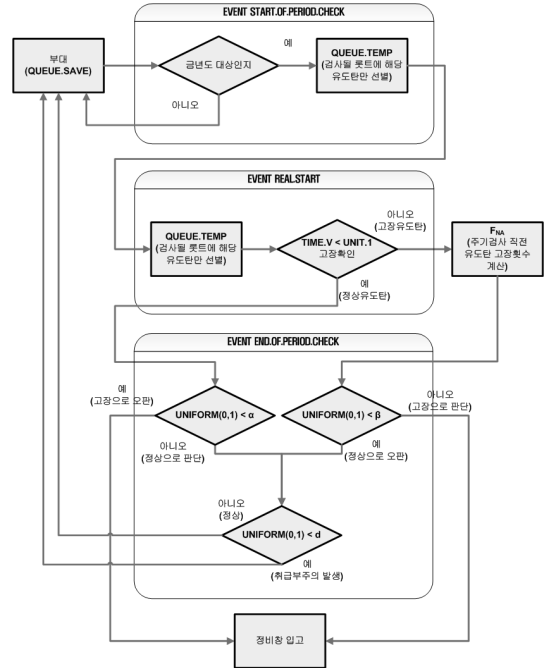 EVENT START.OF.PERIOD.CHECK
부대
(QUEUE.SAVE)
금년도 대상인지
예
QUEUE.TEMP
(검사될 롯트에 해당
유도탄만 선별)
아니오
EVENT REAL.START
QUEUE.TEMP
(검사될 롯트에 해당
유도탄만 선별)
TIME.V < UNIT.1
고장확인
아니오
(고장유도탄)
FNA
(주기검사 직전
유도탄 고장횟수
계산)
예
(정상유도탄)
EVENT END.OF.PERIOD.CHECK
예
(고장으로 오판)
UNIFORM(0,1) < α
UNIFORM(0,1) < β
아니오
(고장으로 판단)
아니오
(정상으로 판단)
예
(정상으로 오판)
아니오
(정상)
UNIFORM(0,1) < d
예
(취급부주의 발생)
정비창 입고